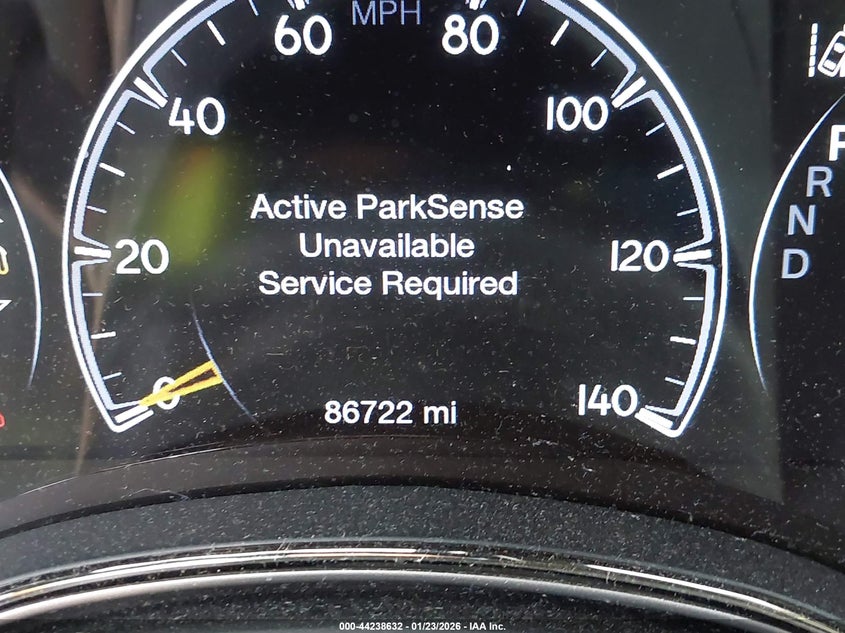 MPH
60
80
40
100
Active ParkSense
Unavailable
Service Required
20
120
0
140
86722 mi
P
R
N
D
000-44238632 - 01/23/2026 - IAA Inc.